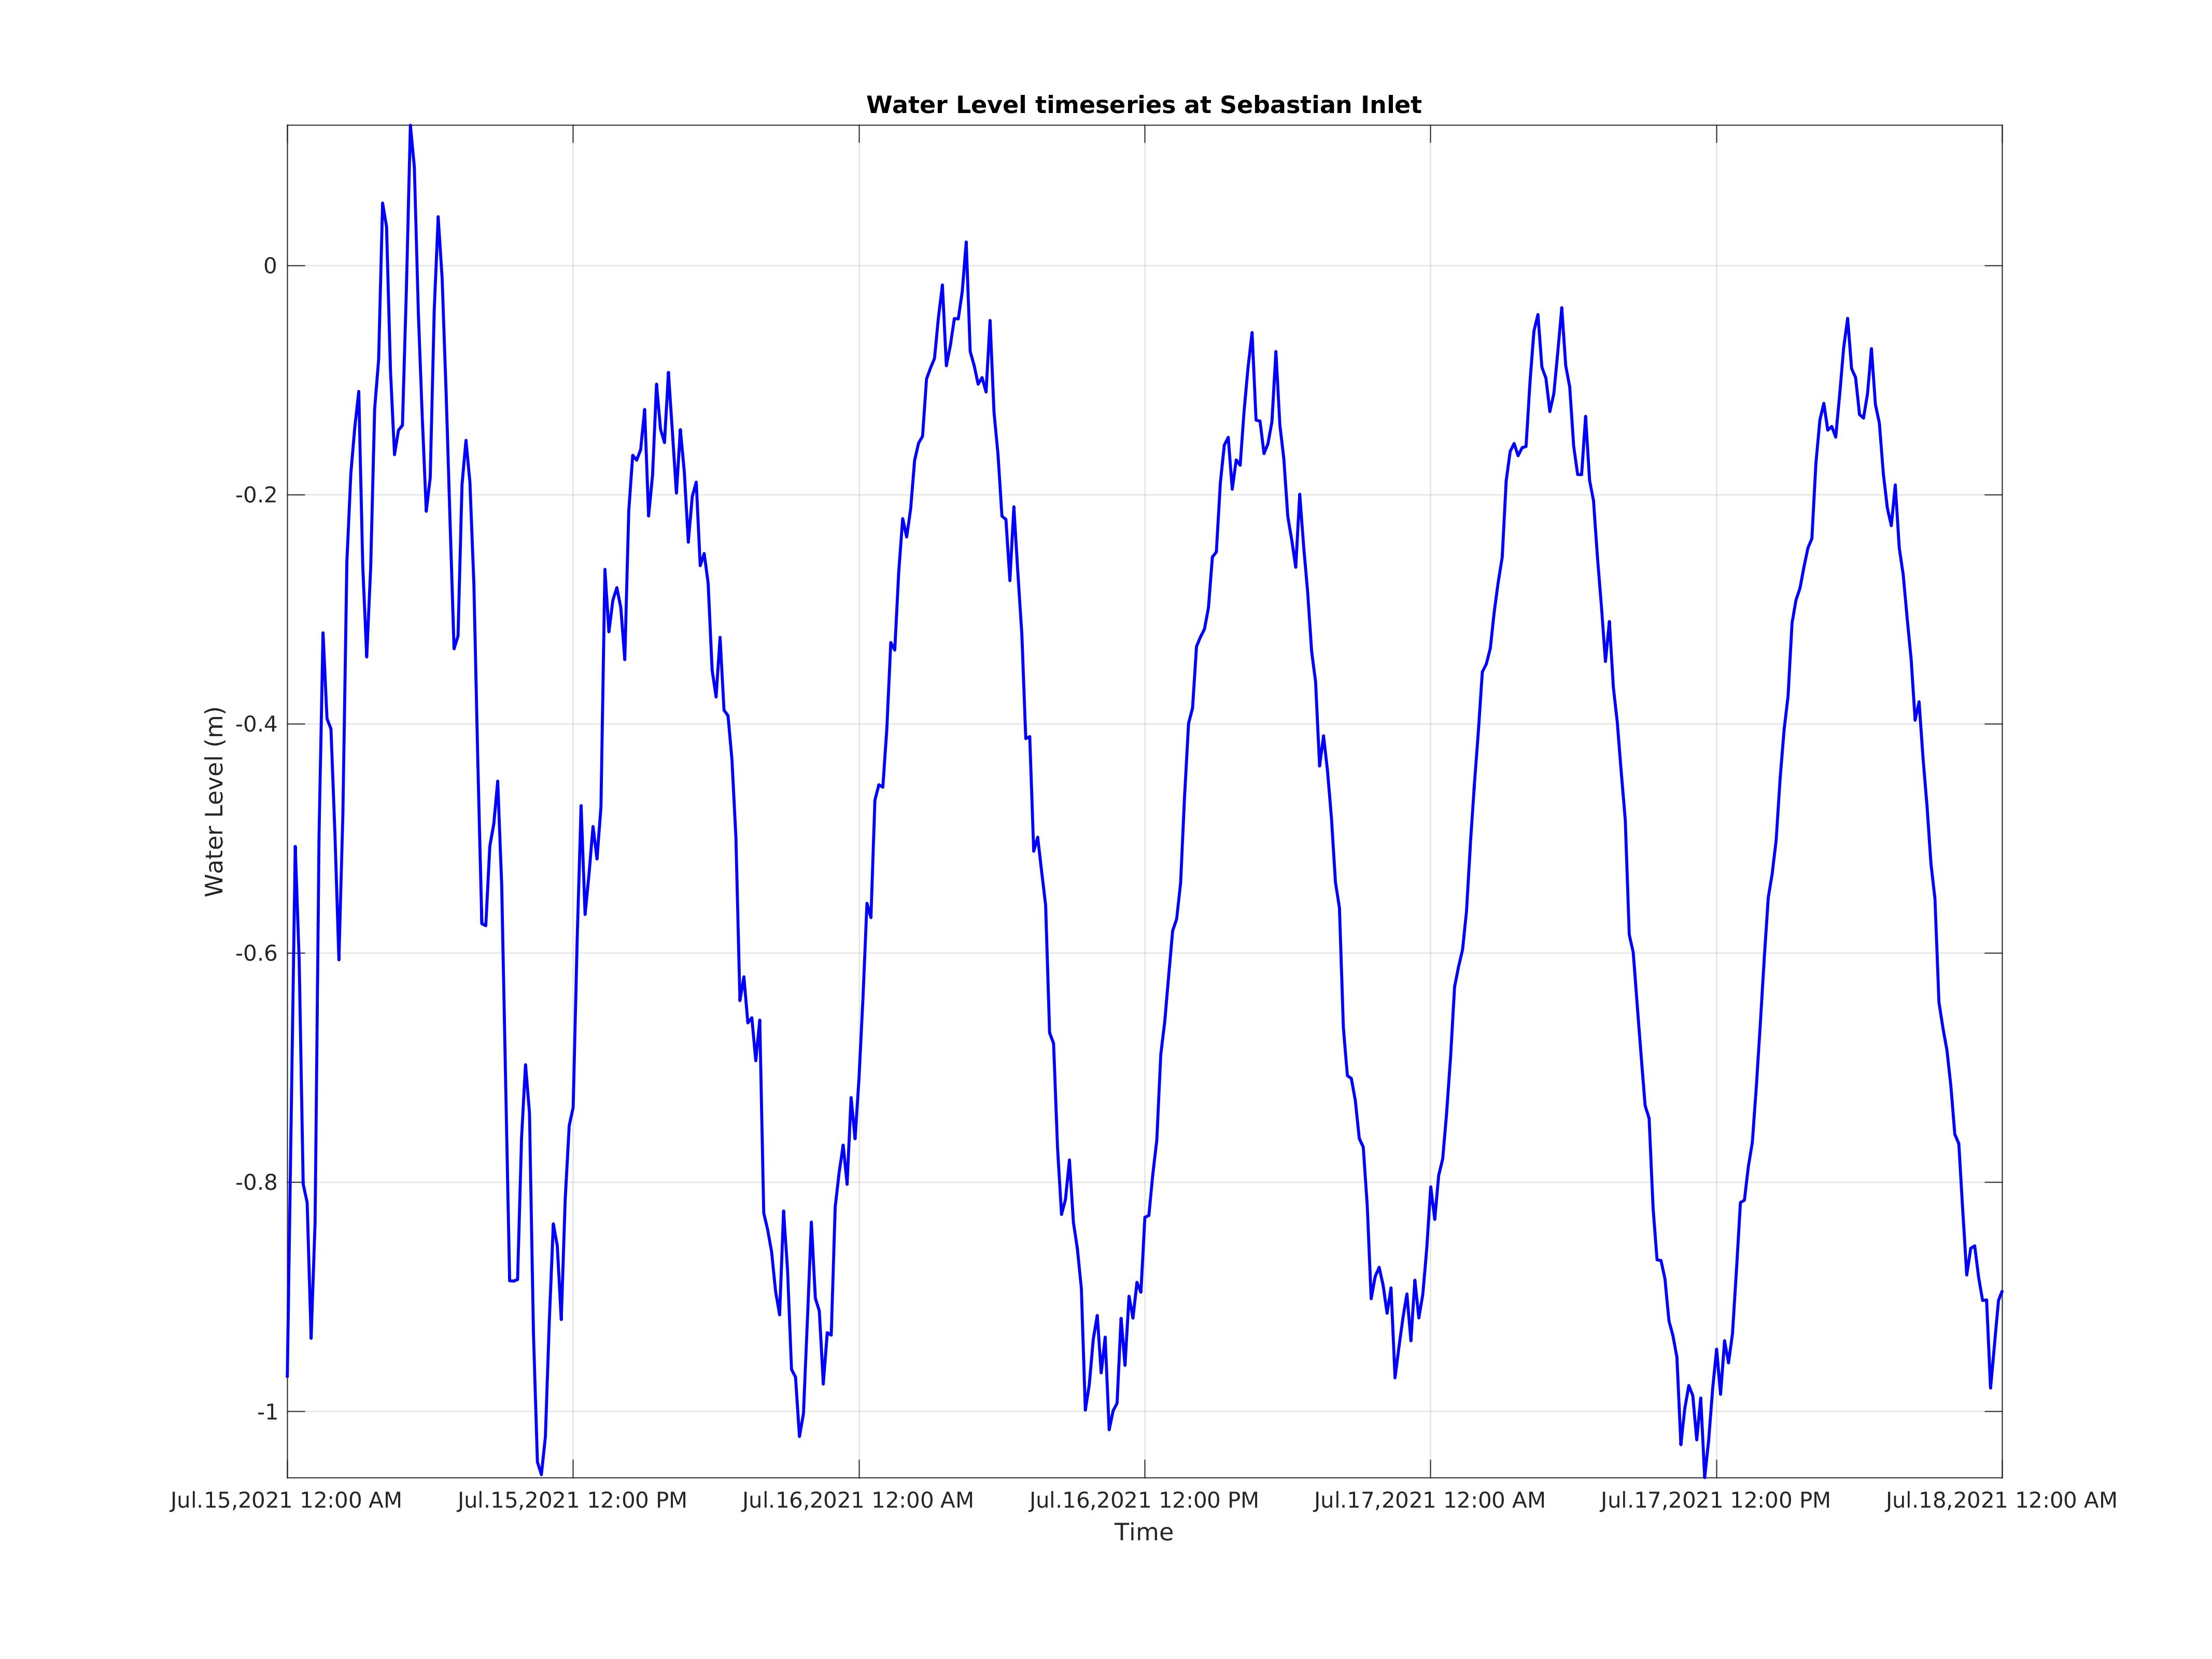 Water Level timeseries at Sebastian Inlet
0
-0.2
-0.4
-0.6
-0.8
-1
Water Level (m)
Jul.15,2021 12:00 AM
Jul.15,2021 12:00 PM
Jul.16,2021 12:00 AM
Jul.16,2021 12:00 PM
Jul.17,2021 12:00 AM
Jul.17,2021 12:00 PM
Jul.18,2021 12:00 AM
Time